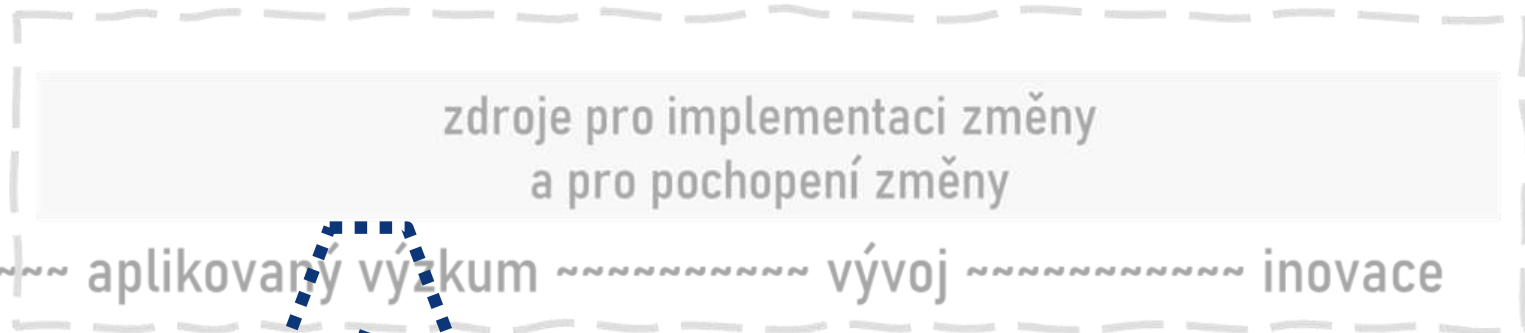 zdroje pro implementaci změny
a pro pochopení změny
~~~ aplikovaný výzkum ~~~~~~~~~~ vývoj ~~~~~~~~~~~ inovace